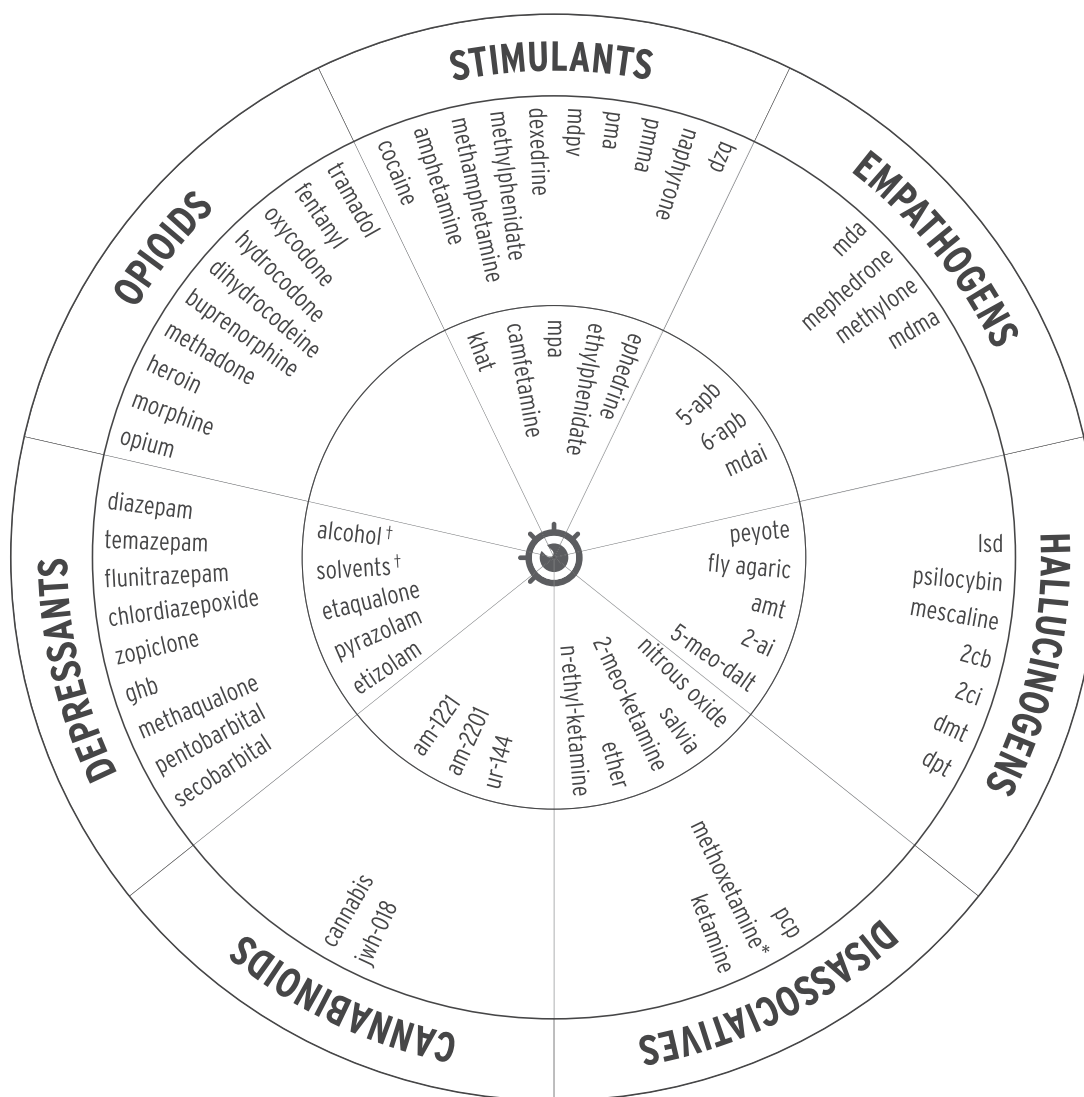 STIMULANTS
cocaine
amphetamine
methamphetamine
methylphenidate
dexedrine
mdpv
pma
pmma
naphyrone
bzp
khat
camfetamine
mpa
ethylphenidate
ephedrine
EMPATHOGENS
mda
mephedrone
methylone
mdma
5-apb
6-apb
mdai
HALLUCINOGENS
lsd
psilocybin
mescaline
2cb
2ci
dmt
dpt
peyote
fly agaric
amt
2-ai
5-meo-dalt
DISASSOCIATIVES
pcp
methoxetamine*
ketamine
nitrous oxide
salvia
2-meo-ketamine
ether
n-ethyl-ketamine
CANNABINOIDS
cannabis
jwh-018
am-1221
am-2201
ur-144
DEPRESSANTS
diazepam
temazepam
flunitrazepam
chlordiazepoxide
zopiclone
ghb
methaqualone
pentobarbital
secobarbital
alcohol †
solvents †
etaqualone
pyrazolam
etizolam
OPIOIDS
tramadol
fentanyl
oxycodone
hydrocodone
dihydrocodeine
buprenorphine
methadone
heroin
morphine
opium